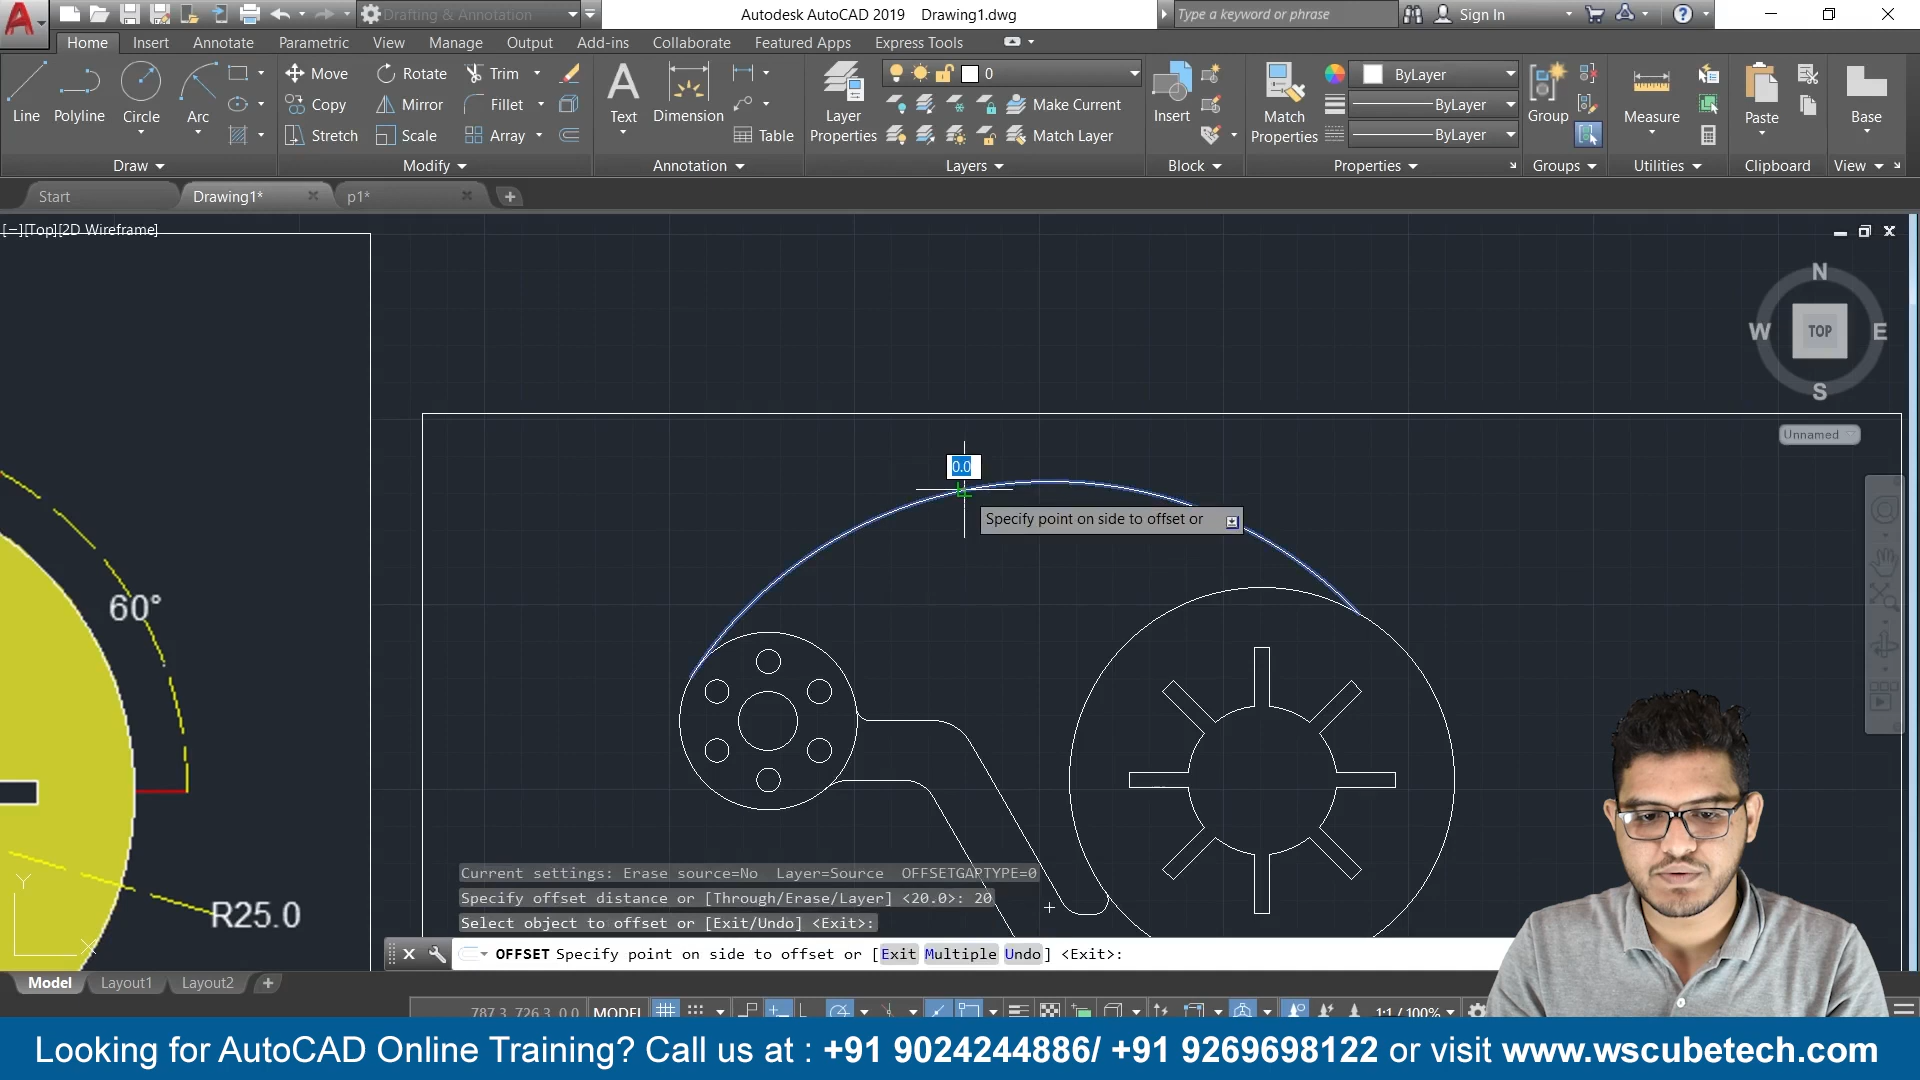 Drafting & Annotation
Autodesk AutoCAD 2019 Drawing1.dwg
Type a keyword or phrase
Sign In
Home Insert Annotate Parametric View Manage Output Add-ins Collaborate Featured Apps Express Tools
Line Polyline Circle Arc
Move Rotate Trim
Copy Mirror Fillet
Stretch Scale Array
Text Dimension Table
Layer Properties
0
Make Current
Match Layer
Insert
Match Properties
ByLayer
ByLayer
ByLayer
Group Measure Paste Base
Draw Modify Annotation Layers Block Properties Groups Utilities Clipboard View
Start Drawing1* p1*
[−][Top][2D Wireframe]
N
W TOP E
S
Unnamed
0.0
Specify point on side to offset or
60°
R25.0
Y
X
Current settings: Erase source=No Layer=Source OFFSETGAPTYPE=0
Specify offset distance or [Through/Erase/Layer] <20.0>: 20
Select object to offset or [Exit/Undo] <Exit>:
OFFSET Specify point on side to offset or [Exit Multiple Undo] <Exit>:
Model Layout1 Layout2
787.3, 726.3, 0.0 MODEL 1:1 / 100%
Looking for AutoCAD Online Training? Call us at : +91 9024244886/ +91 9269698122 or visit www.wscubetech.com